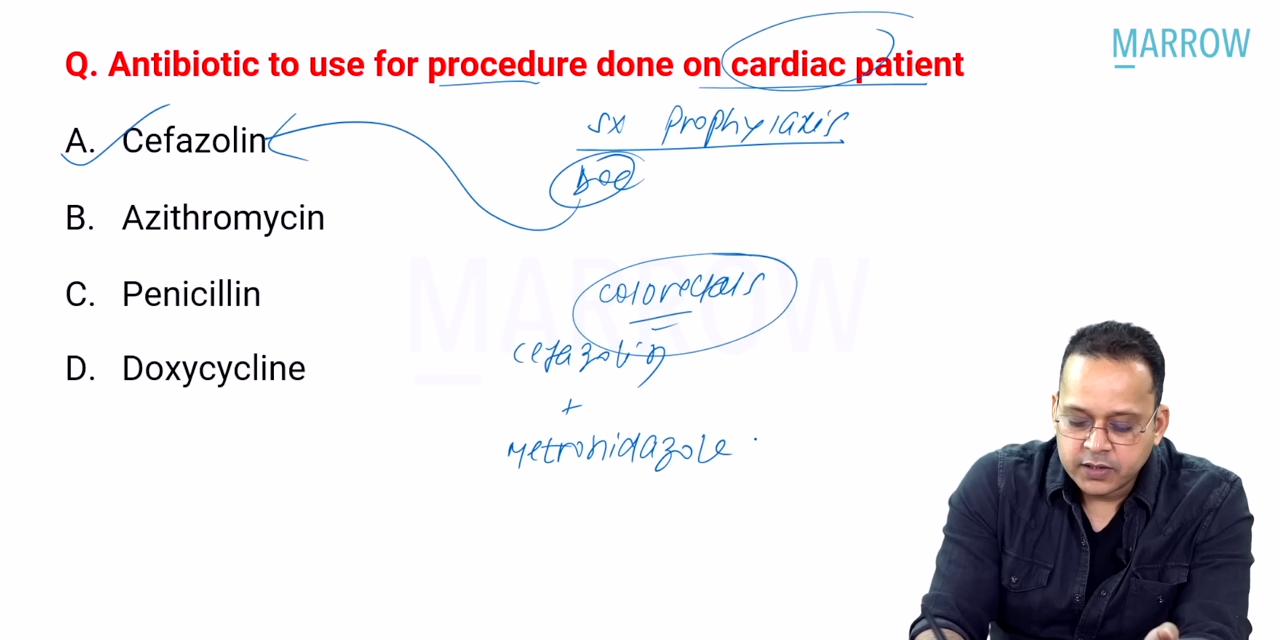 MARROW
Q. Antibiotic to use for procedure done on cardiac patient
A. Cefazolin
sx Prophylaxis
DOC
B. Azithromycin
C. Penicillin
colorectals
cefazolin
D. Doxycycline
+
Metronidazole
MARROW